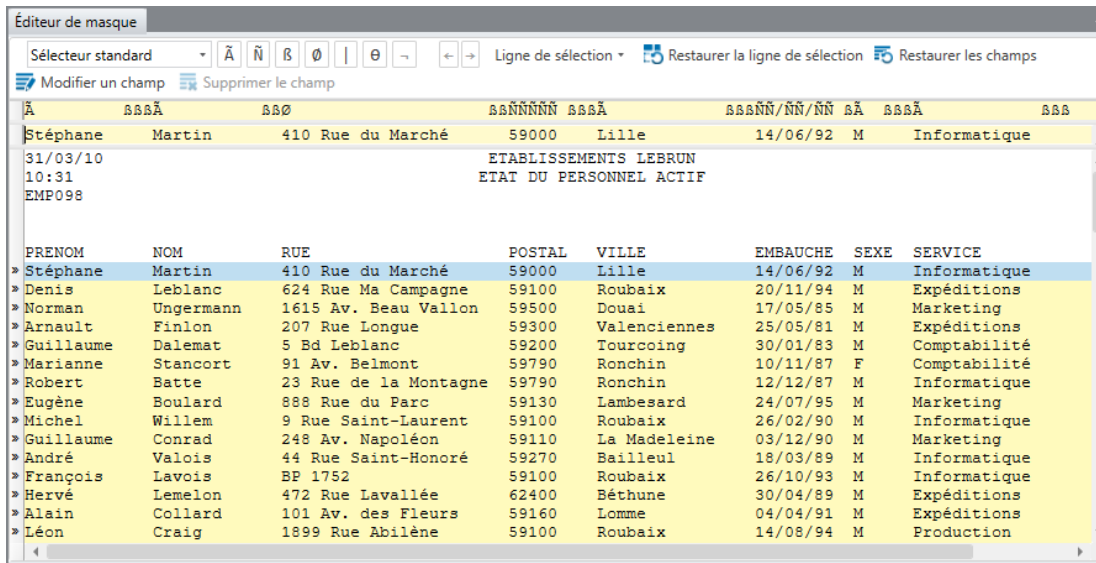 Éditeur de masque
Sélecteur standard Ã Ñ ß Ø | θ ¬ ← → Ligne de sélection Restaurer la ligne de sélection Restaurer les champs
Modifier un champ Supprimer le champ
Ã ßßßÃ ßßØ ßßÑÑÑÑÑ ßßßÃ ßßßÑÑ/ÑÑ/ÑÑ ßÃ ßßßÃ ßßß
Stéphane Martin 410 Rue du Marché 59000 Lille 14/06/92 M Informatique
31/03/10 ETABLISSEMENTS LEBRUN
10:31 ETAT DU PERSONNEL ACTIF
EMP098
PRENOM NOM RUE POSTAL VILLE EMBAUCHE SEXE SERVICE
» Stéphane Martin 410 Rue du Marché 59000 Lille 14/06/92 M Informatique
» Denis Leblanc 624 Rue Ma Campagne 59100 Roubaix 20/11/94 M Expéditions
» Norman Ungermann 1615 Av. Beau Vallon 59500 Douai 17/05/85 M Marketing
» Arnault Finlon 207 Rue Longue 59300 Valenciennes 25/05/81 M Expéditions
» Guillaume Dalemat 5 Bd Leblanc 59200 Tourcoing 30/01/83 M Comptabilité
» Marianne Stancort 91 Av. Belmont 59790 Ronchin 10/11/87 F Comptabilité
» Robert Batte 23 Rue de la Montagne 59790 Ronchin 12/12/87 M Informatique
» Eugène Boulard 888 Rue du Parc 59130 Lambesard 24/07/95 M Marketing
» Michel Willem 9 Rue Saint-Laurent 59100 Roubaix 26/02/90 M Informatique
» Guillaume Conrad 248 Av. Napoléon 59110 La Madeleine 03/12/90 M Marketing
» André Valois 44 Rue Saint-Honoré 59270 Bailleul 18/03/89 M Informatique
» François Lavois BP 1752 59100 Roubaix 26/10/93 M Informatique
» Hervé Lemelon 472 Rue Lavallée 62400 Béthune 30/04/89 M Expéditions
» Alain Collard 101 Av. des Fleurs 59160 Lomme 04/04/91 M Expéditions
» Léon Craig 1899 Rue Abilène 59100 Roubaix 14/08/94 M Production